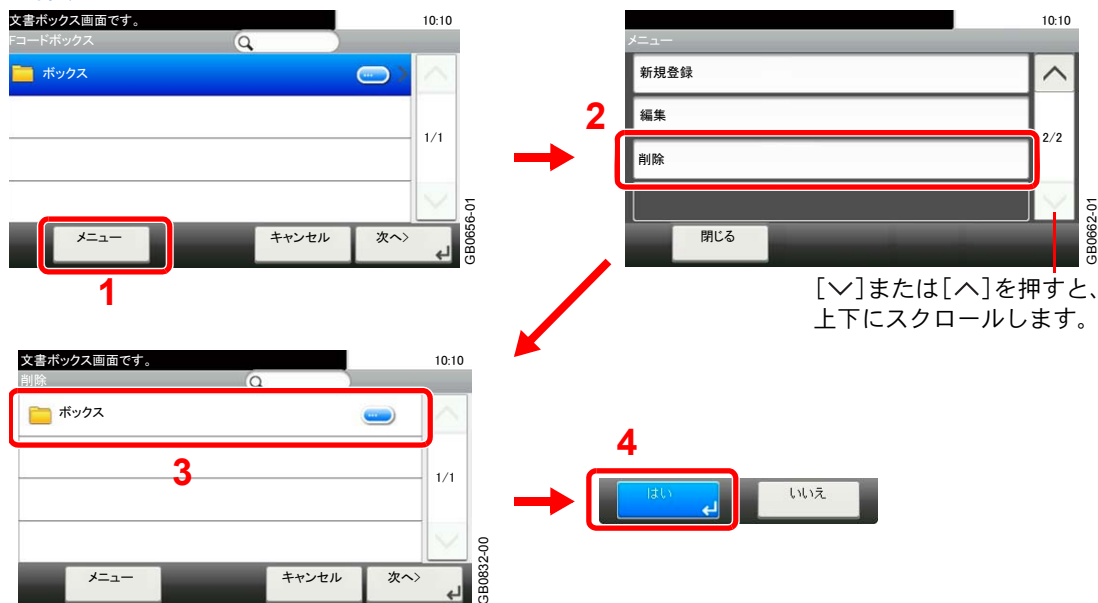 文書ボックス画面です。
10:10
Fコードボックス
ボックス
1/1
メニュー
キャンセル
次へ>
GB0656-01
1
10:10
メニュー
新規登録
編集
2
削除
2/2
閉じる
GB0662-01
[∨]または[∧]を押すと、
上下にスクロールします。
文書ボックス画面です。
10:10
削除
ボックス
3
1/1
メニュー
キャンセル
次へ>
GB0832-00
4
はい
いいえ